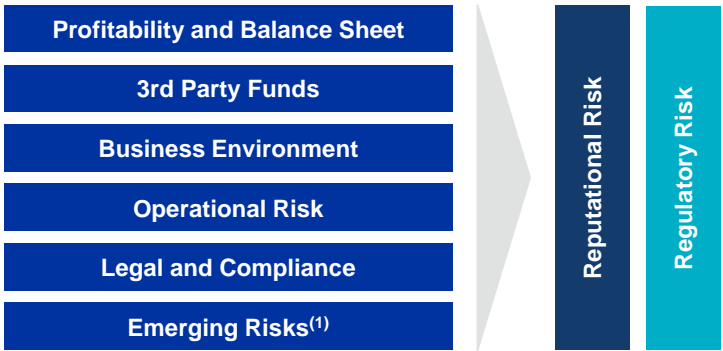 Profitability and Balance Sheet
3rd Party Funds
Business Environment
Operational Risk
Legal and Compliance
Emerging Risks(1)
Reputational Risk
Regulatory Risk